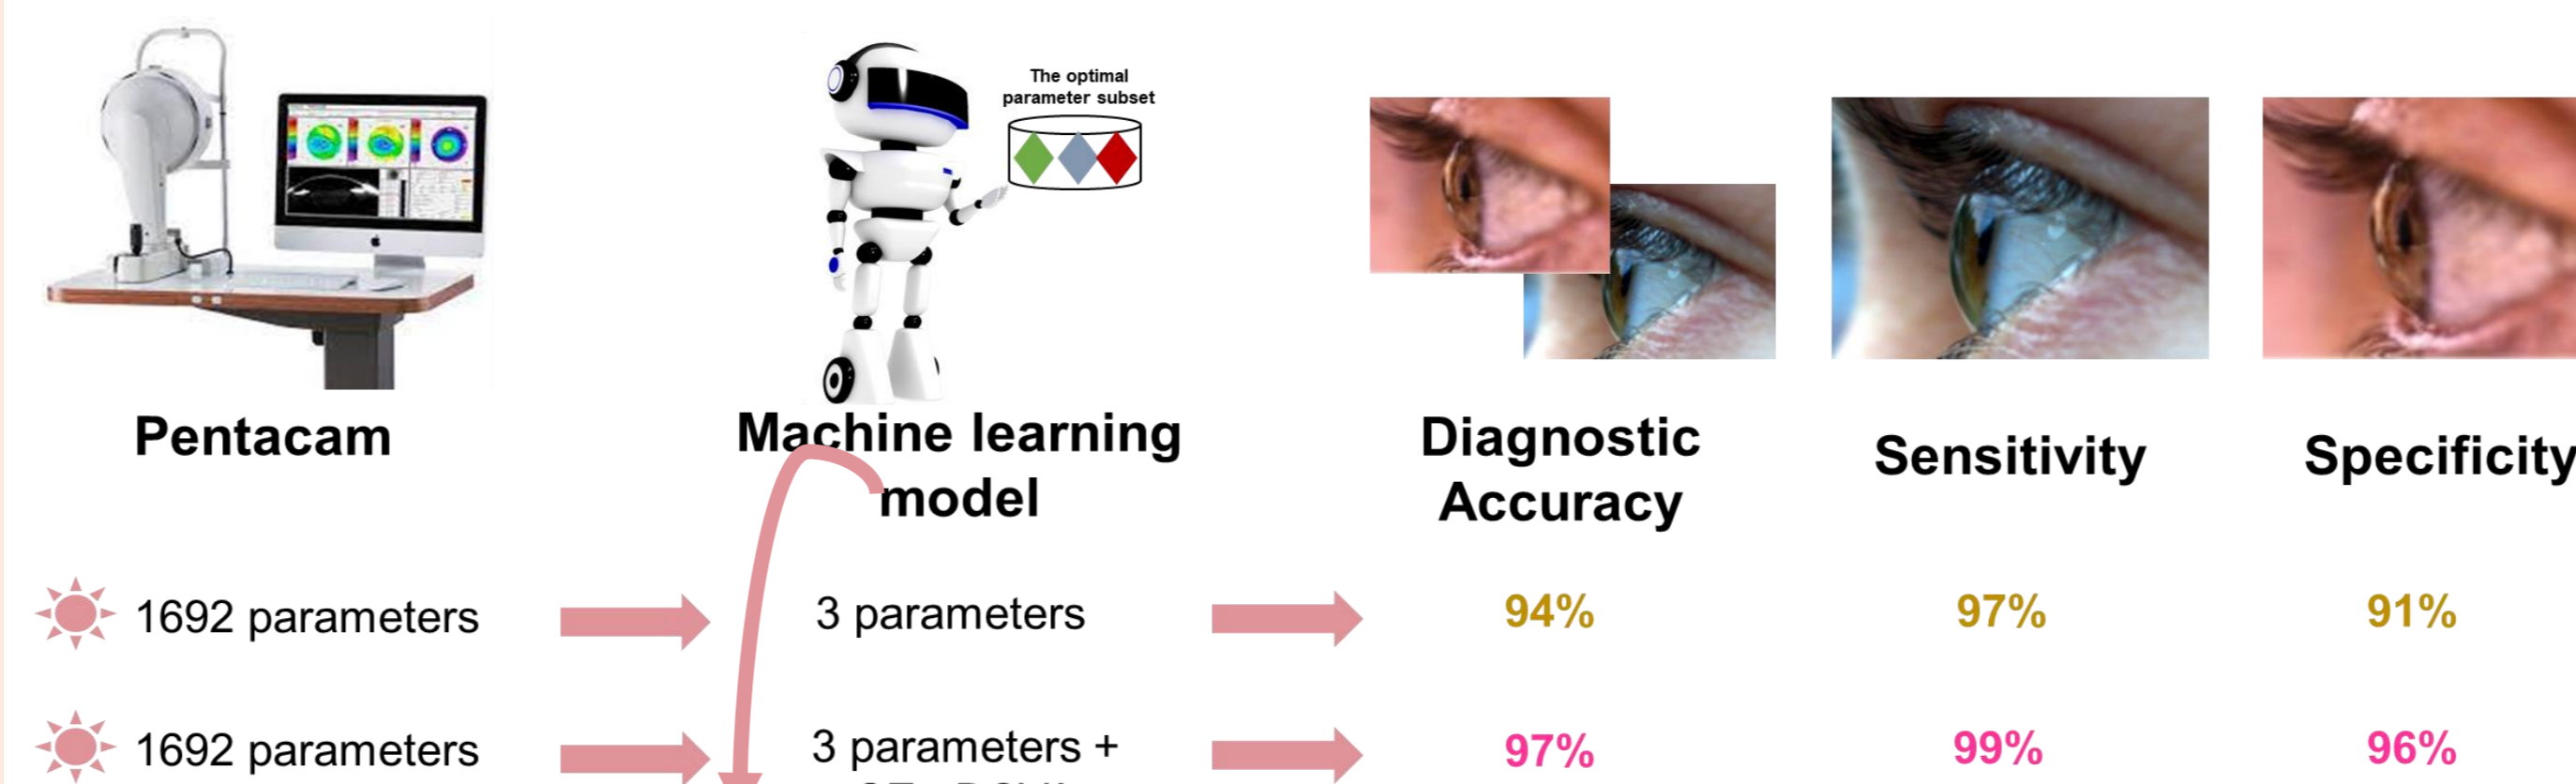 The optimal
parameter subset
Pentacam
Machine learning
model
Diagnostic
Accuracy
Sensitivity
Specificity
1692 parameters
3 parameters
94%
97%
91%
1692 parameters
3 parameters +
97%
99%
96%